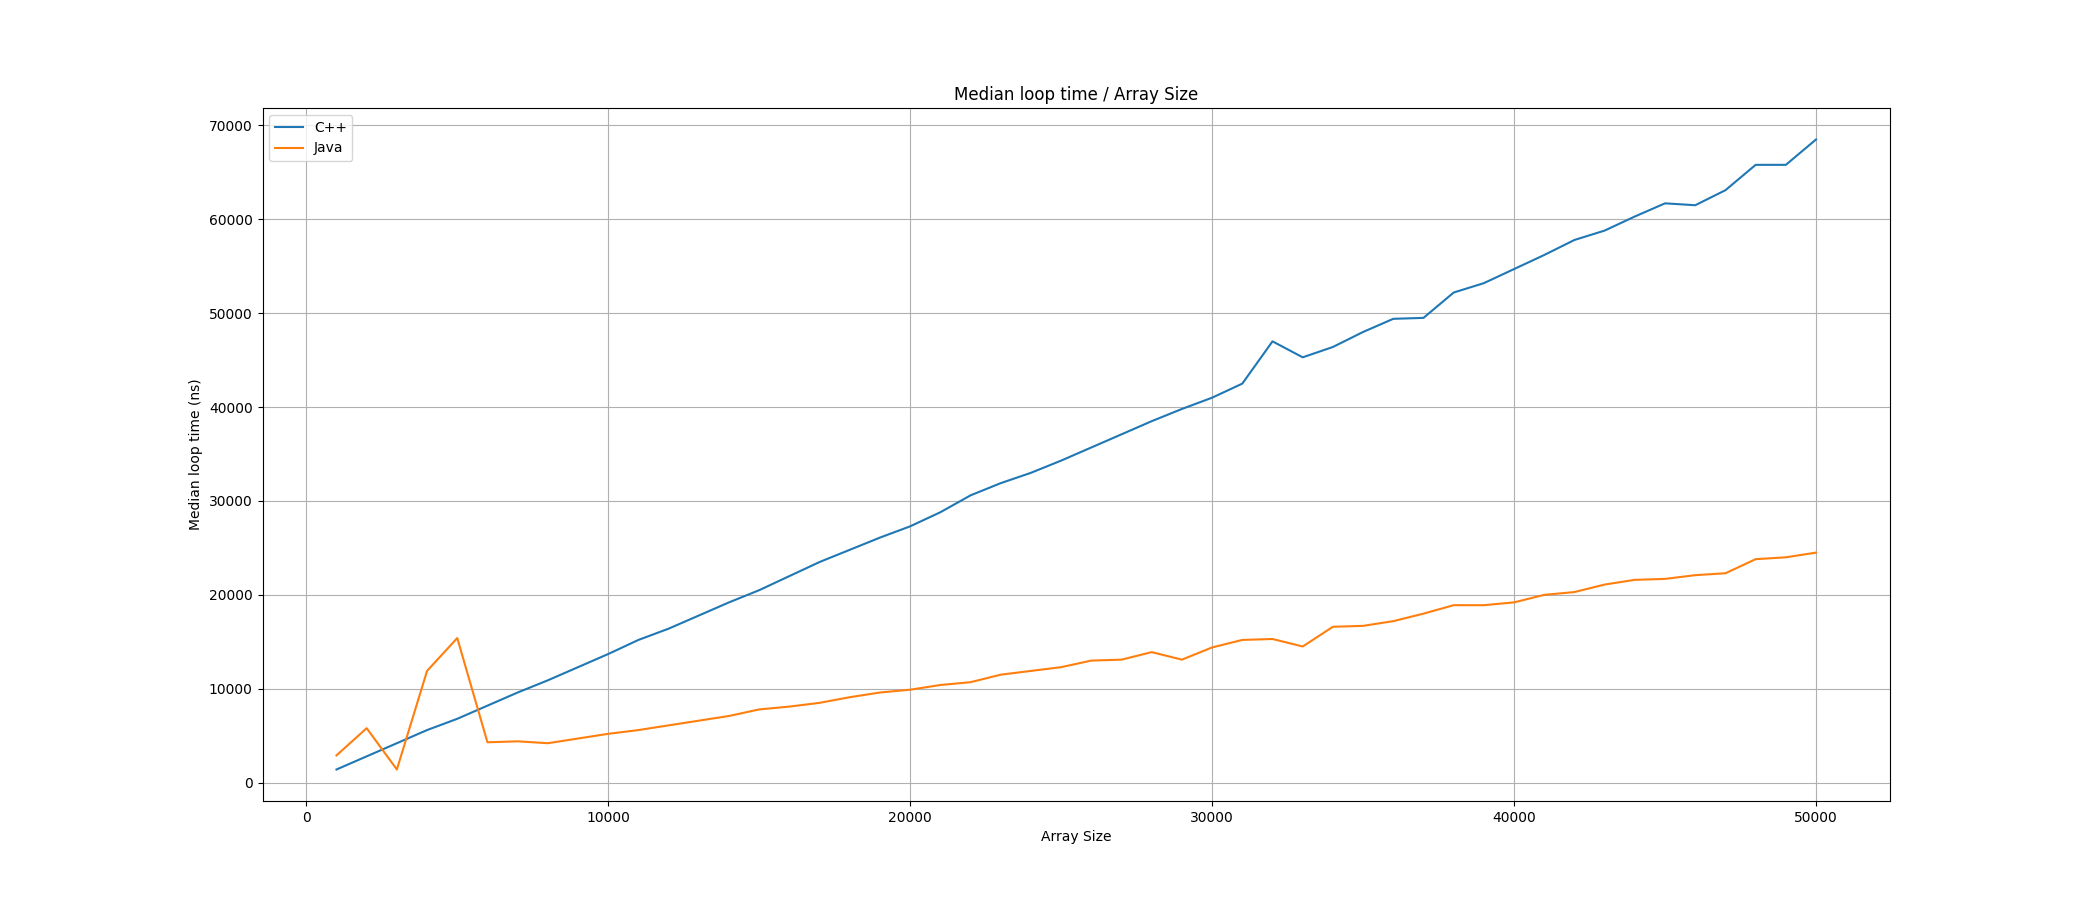 Median loop time / Array Size
C++
Java
70000
60000
50000
40000
30000
20000
10000
0
Median loop time (ns)
0 10000 20000 30000 40000 50000
Array Size